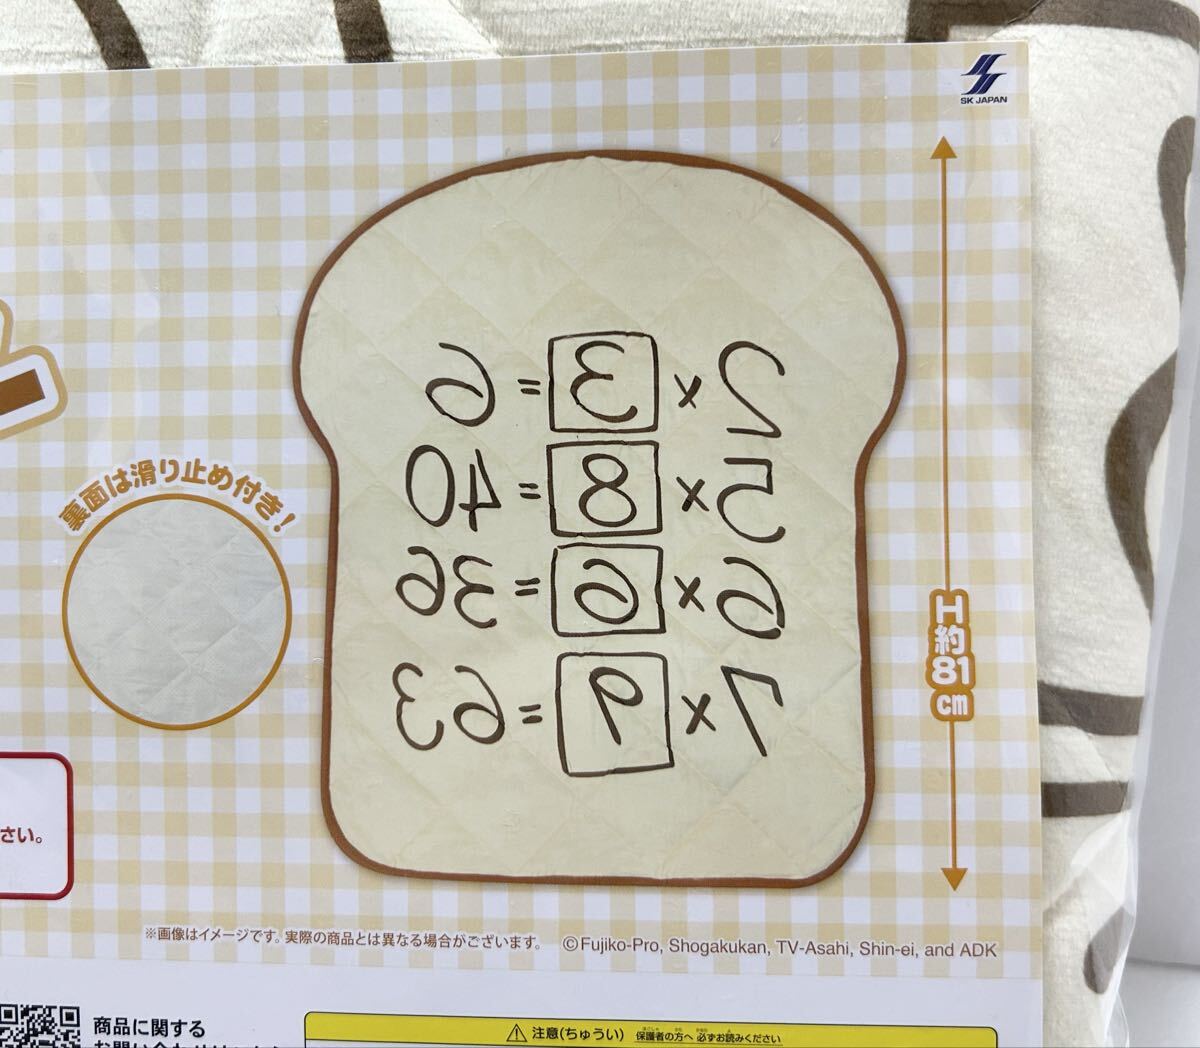 SK JAPAN
2×3=6
5×8=40
6×6=36
7×9=63
裏面は滑り止め付き!
H約81cm
さい。
※画像はイメージです。実際の商品とは異なる場合がございます。
©Fujiko-Pro, Shogakukan, TV-Asahi, Shin-ei, and ADK
商品に関する
注意(ちゅうい) 保護者の方へ 必ずお読みください